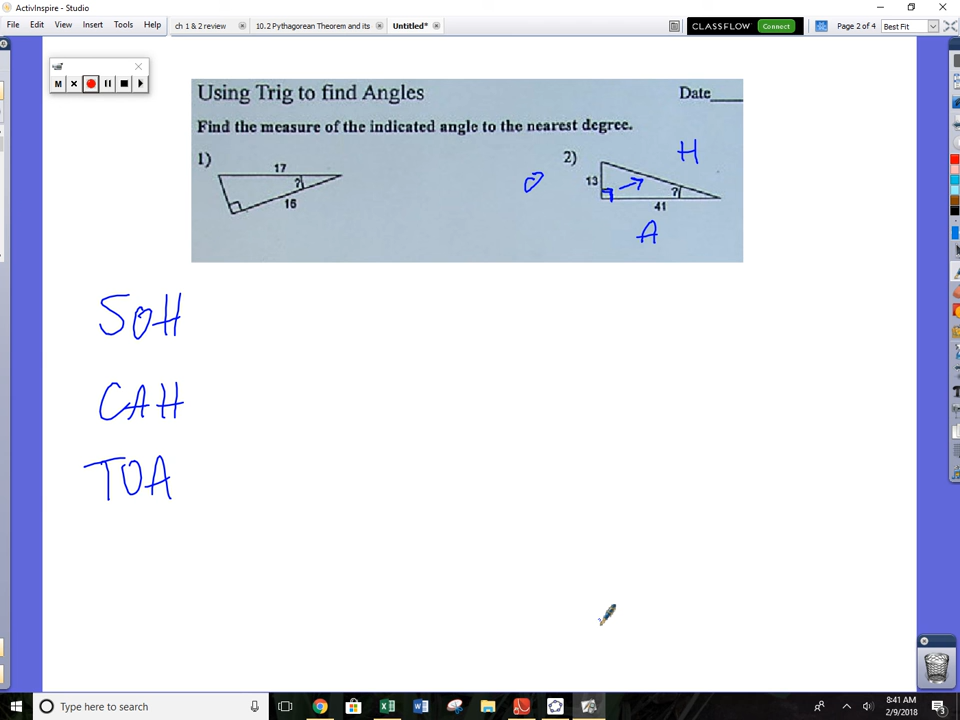 ActivInspire - Studio
File Edit View Insert Tools Help
ch 1 & 2 review
10.2 Pythagorean Theorem and its
Untitled*
CLASSFLOW Connect
Page 2 of 4
Best Fit
M
Using Trig to find Angles Date____
Find the measure of the indicated angle to the nearest degree.
1) 17 ? 16
2) 13 ? 41
H
O
A
SOH
CAH
TOA
Type here to search
8:41 AM
2/9/2018
3